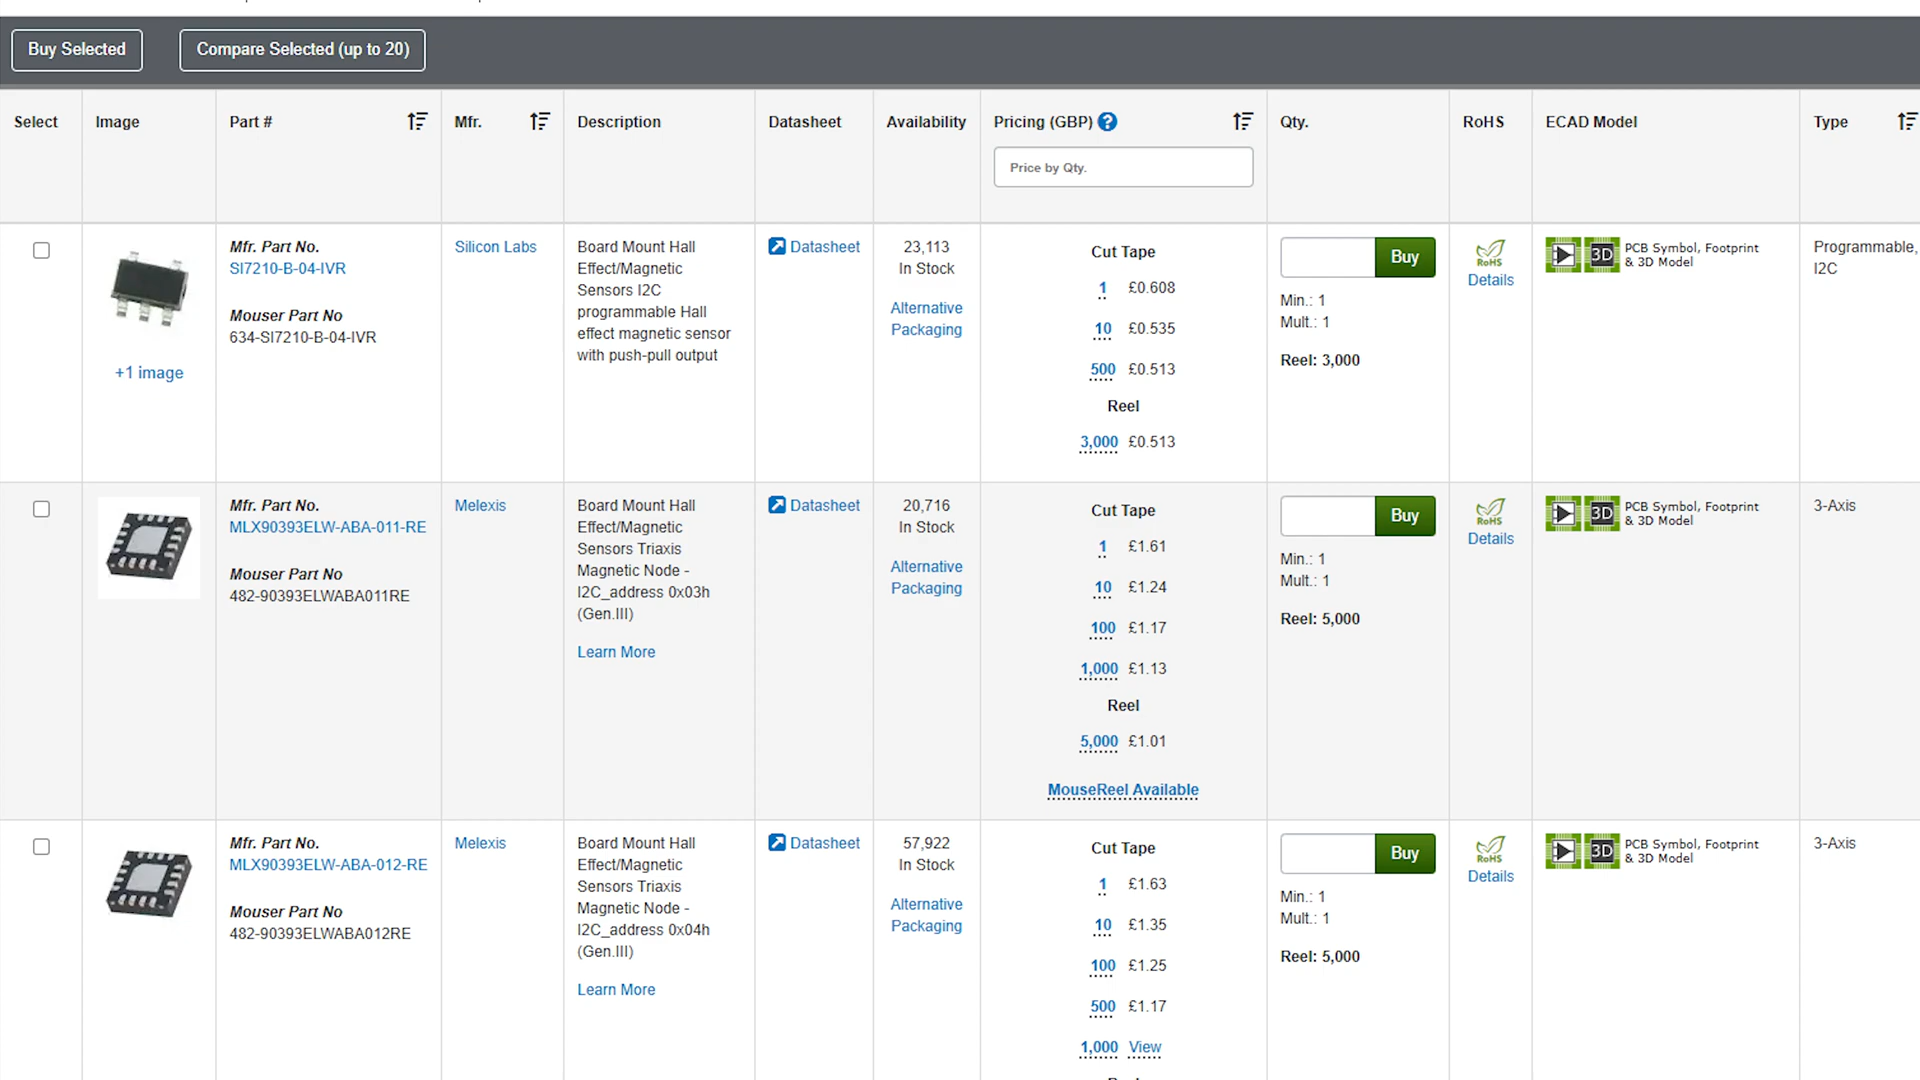 Buy Selected
Compare Selected (up to 20)
Select
Image
Part #
Mfr.
Description
Datasheet
Availability
Pricing (GBP) ?
Price by Qty.
Qty.
RoHS
ECAD Model
Type
+1 image
Mfr. Part No.
SI7210-B-04-IVR
Mouser Part No
634-SI7210-B-04-IVR
Silicon Labs
Board Mount Hall
Effect/Magnetic
Sensors I2C
programmable Hall
effect magnetic sensor
with push-pull output
Datasheet
23,113
In Stock
Alternative
Packaging
Cut Tape
1 £0.608
10 £0.535
500 £0.513
Reel
3,000 £0.513
Buy
Min.: 1
Mult.: 1
Reel: 3,000
RoHS
Details
3D
PCB Symbol, Footprint
& 3D Model
Programmable,
I2C
Mfr. Part No.
MLX90393ELW-ABA-011-RE
Mouser Part No
482-90393ELWABA011RE
Melexis
Board Mount Hall
Effect/Magnetic
Sensors Triaxis
Magnetic Node -
I2C_address 0x03h
(Gen.III)
Learn More
Datasheet
20,716
In Stock
Alternative
Packaging
Cut Tape
1 £1.61
10 £1.24
100 £1.17
1,000 £1.13
Reel
5,000 £1.01
MouseReel Available
Buy
Min.: 1
Mult.: 1
Reel: 5,000
RoHS
Details
3D
PCB Symbol, Footprint
& 3D Model
3-Axis
Mfr. Part No.
MLX90393ELW-ABA-012-RE
Mouser Part No
482-90393ELWABA012RE
Melexis
Board Mount Hall
Effect/Magnetic
Sensors Triaxis
Magnetic Node -
I2C_address 0x04h
(Gen.III)
Learn More
Datasheet
57,922
In Stock
Alternative
Packaging
Cut Tape
1 £1.63
10 £1.35
100 £1.25
500 £1.17
1,000 View
Buy
Min.: 1
Mult.: 1
Reel: 5,000
RoHS
Details
3D
PCB Symbol, Footprint
& 3D Model
3-Axis